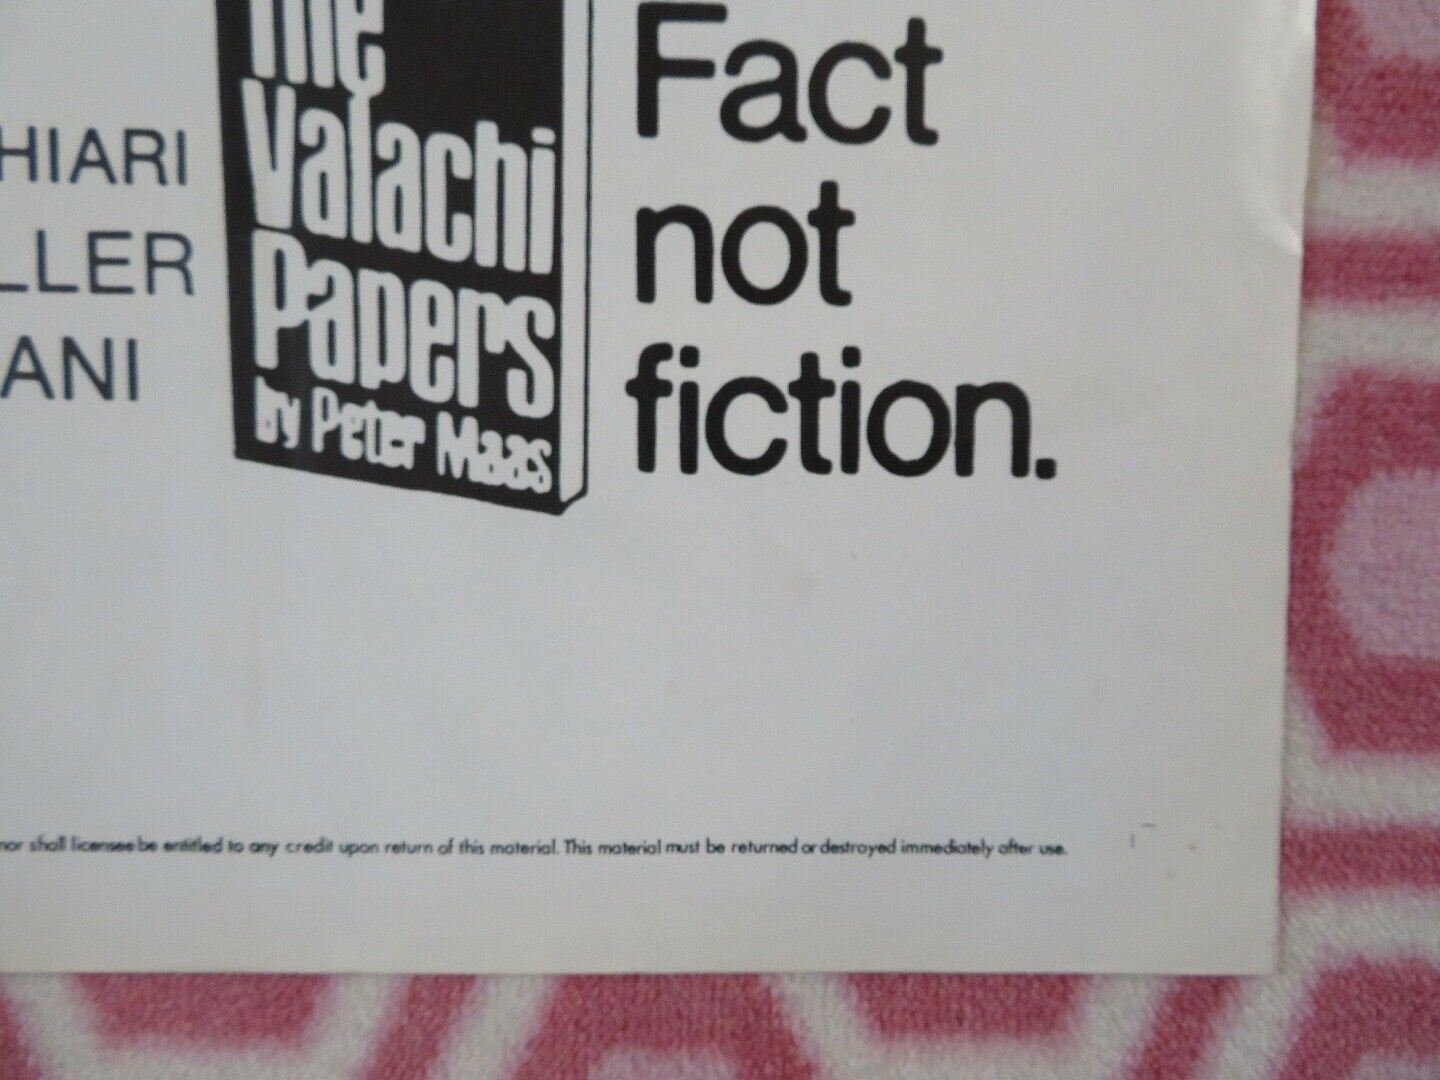 The
Valachi
Papers
by Peter Maas
Fact
not
fiction.
HIARI
LLER
ANI
nor shall licensee be entitled to any credit upon return of this material. This material must be returned or destroyed immediately after use.